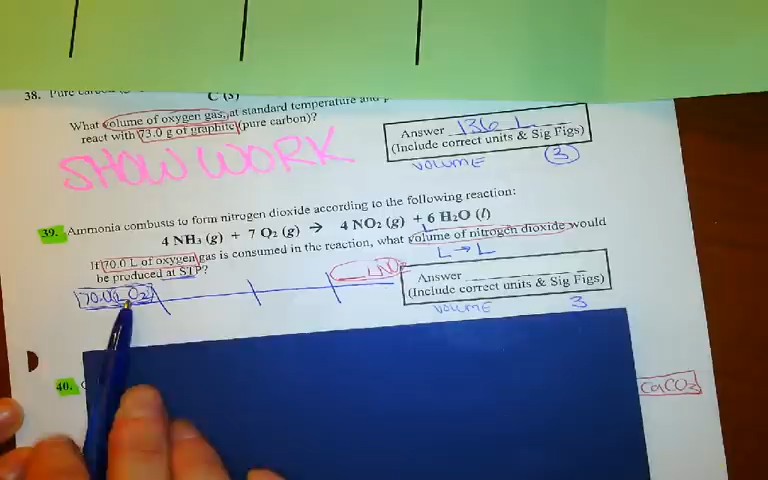 38. Pure
C (s)
What volume of oxygen gas, at standard temperature and p
react with 73.0 g of graphite (pure carbon)?
Answer 136 L
(Include correct units & Sig Figs)
VOLUME 3
SHOW WORK
39. Ammonia combusts to form nitrogen dioxide according to the following reaction:
4 NH₃ (g) + 7 O₂ (g) → 4 NO₂ (g) + 6 H₂O (l)
If 70.0 L of oxygen gas is consumed in the reaction, what volume of nitrogen dioxide would
be produced at STP?
L → L
70.0 L O₂
L NO₂
Answer
(Include correct units & Sig Figs)
VOLUME 3
40.
CaCO₃